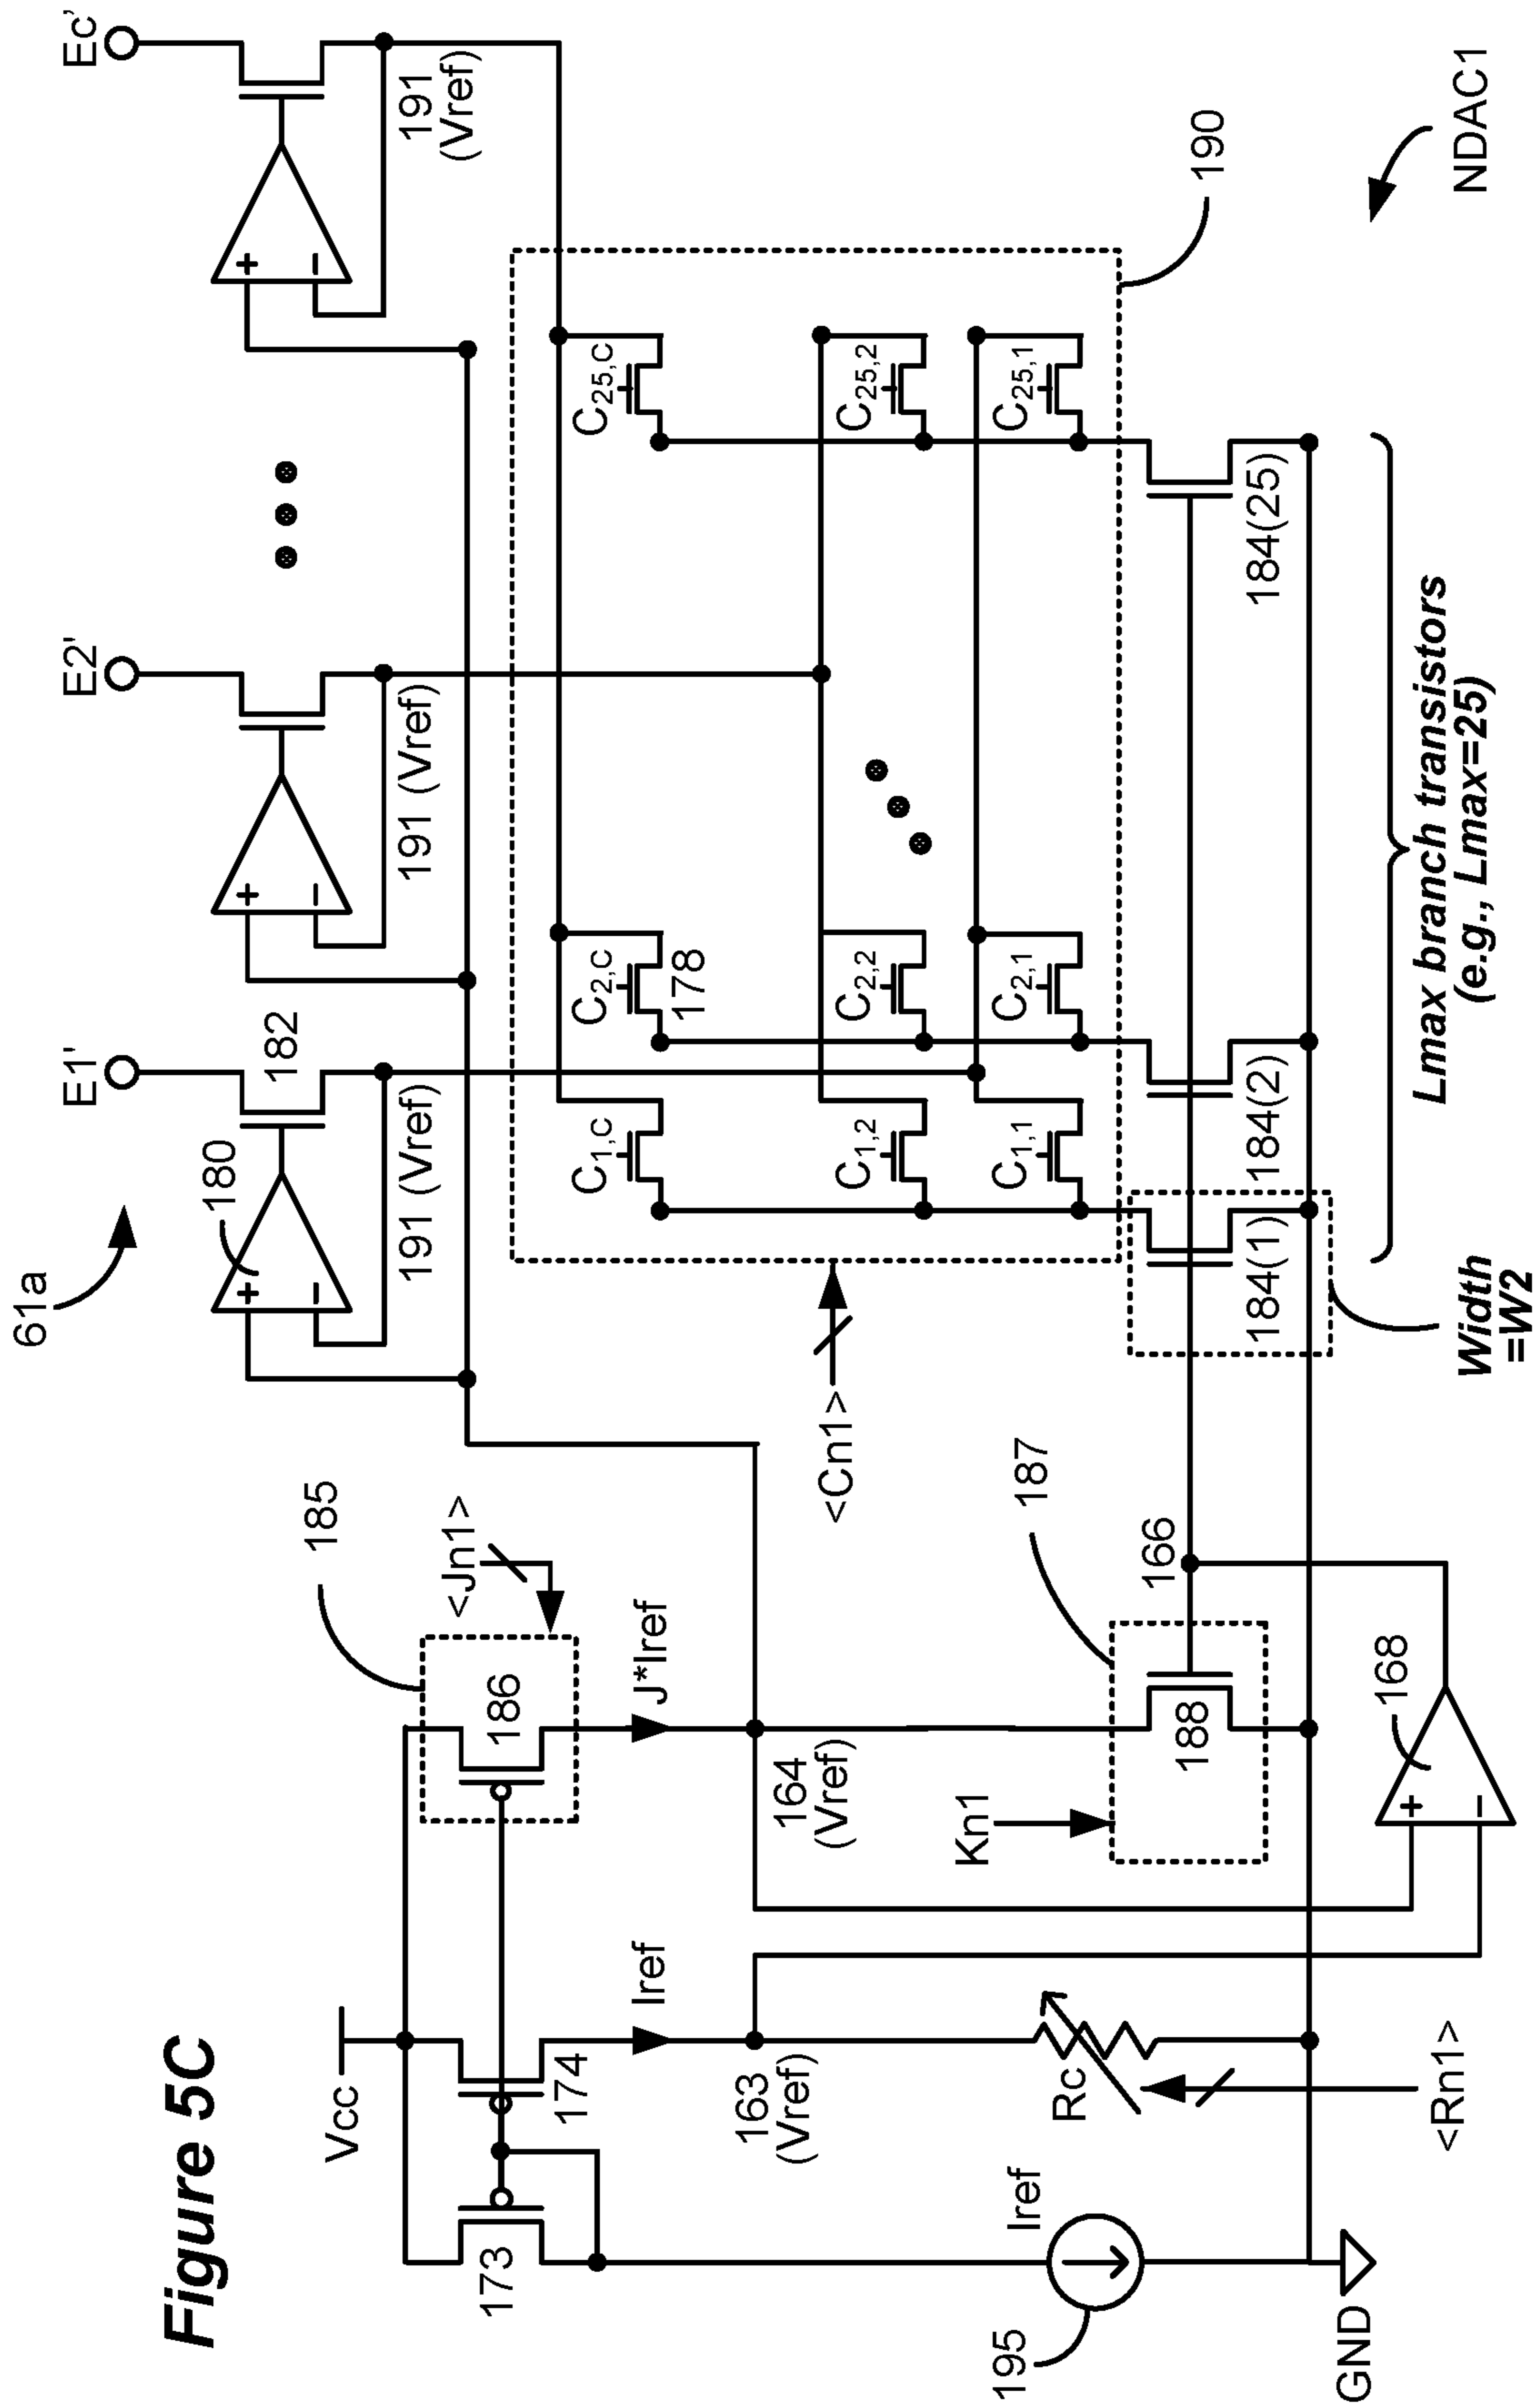 Figure 5C
61a
E1'
E2'
Ec'
Vcc
185
<Jn1>
180
182
+
−
191 (Vref)
+
−
191 (Vref)
+
−
191
(Vref)
173
174
186
Iref
J*Iref
163
(Vref)
164
(Vref)
<Cn1>
C1,C
C2,C
178
C25,C
C1,2
C2,2
C25,2
C1,1
C2,1
C25,1
190
195
Iref
Rc
<Rn1>
Kn1
187
188
166
184(1)
184(2)
184(25)
GND
+
−
168
Width
=W2
Lmax branch transistors
(e.g., Lmax=25)
NDAC1